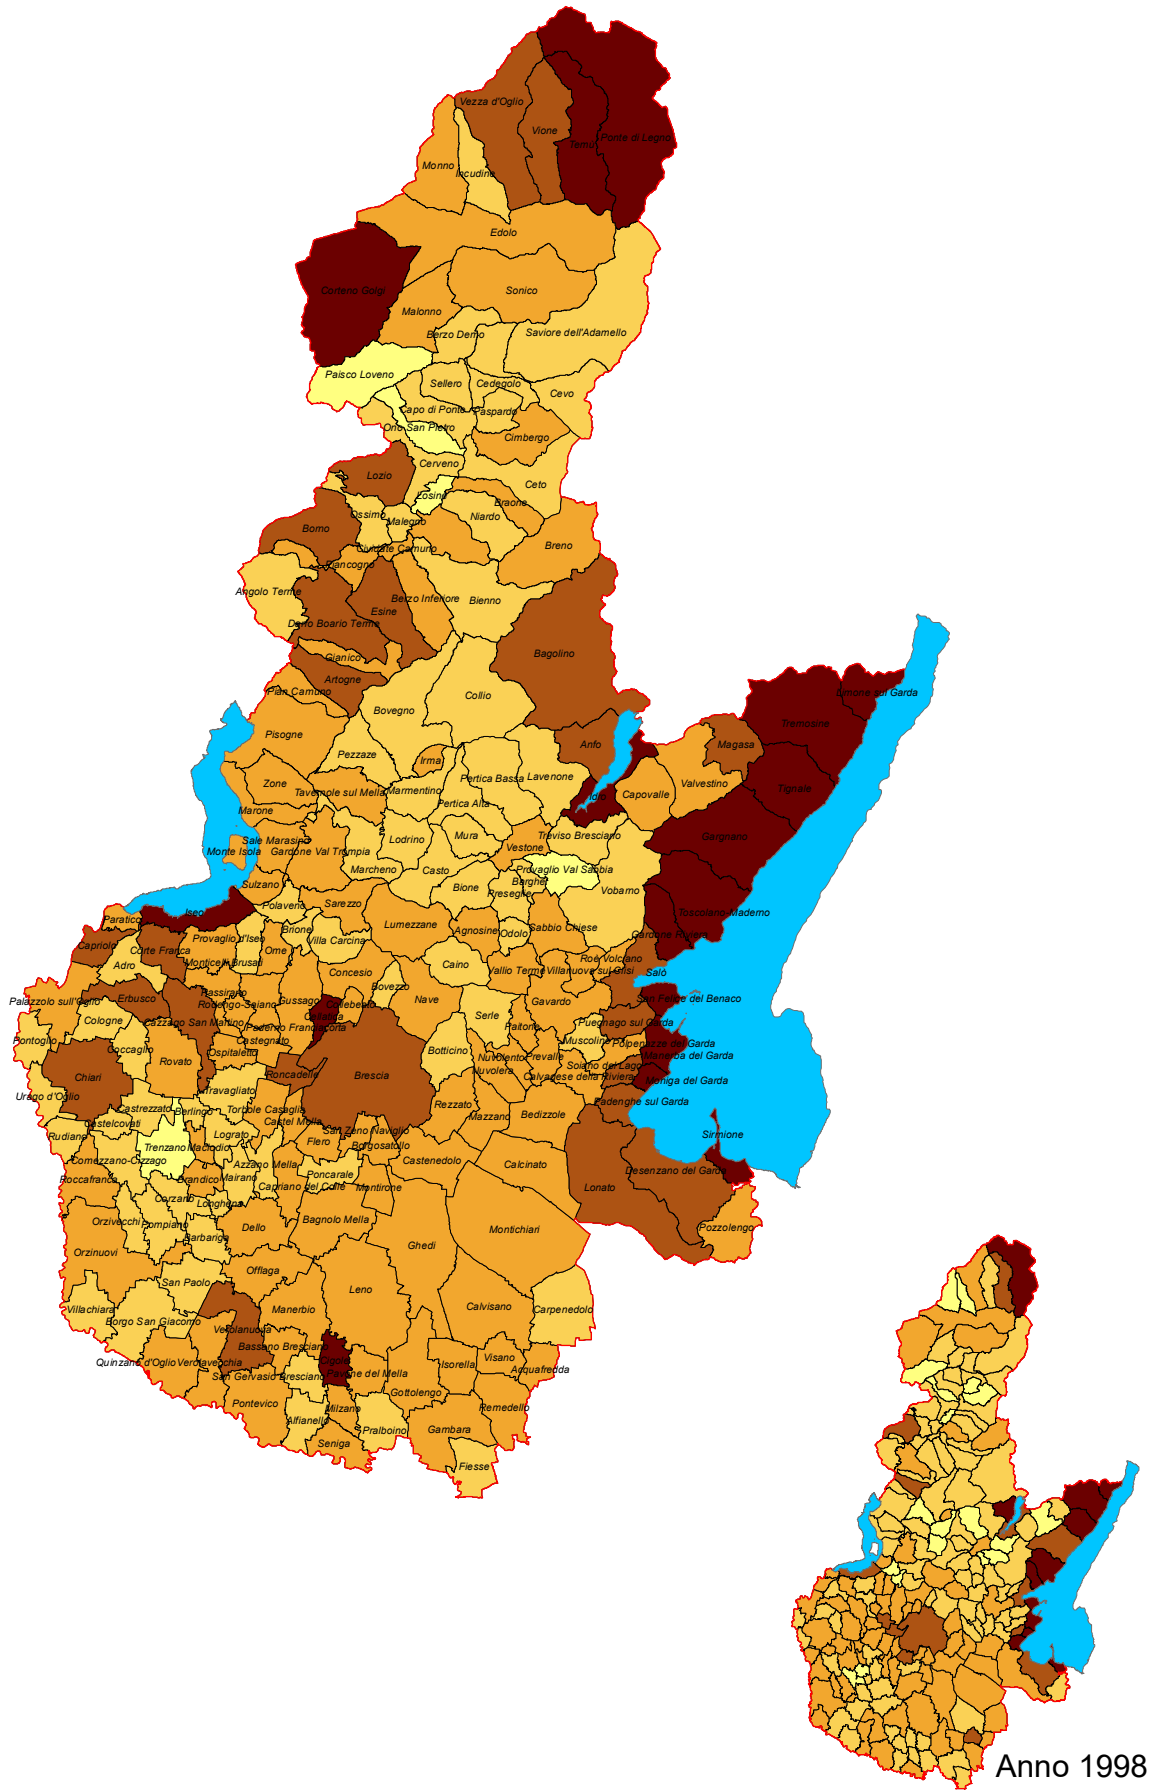 Vezza d'Oglio
Vione
Temù
Ponte di Legno
Monno
Incudine
Edolo
Corteno Golgi
Sonico
Malonno
Berzo Demo
Saviore dell'Adamello
Paisco Loveno
Sellero
Cedegolo
Cevo
Capo di Ponte
Paspardo
Ono San Pietro
Cimbergo
Cerveno
Lozio
Ceto
Losine
Braone
Ossimo
Malegno
Niardo
Borno
Breno
Cividate Camuno
Piancogno
Angolo Terme
Berzo Inferiore
Bienno
Esine
Darfo Boario Terme
Bagolino
Gianico
Artogne
Pian Camuno
Collio
Limone sul Garda
Bovegno
Tremosine
Pisogne
Anfo
Magasa
Pezzaze
Irma
Pertica Bassa
Lavenone
Zone
Valvestino
Tignale
Tavernole sul Mella
Marmentino
Capovalle
Idro
Pertica Alta
Marone
Sale Marasino
Lodrino
Mura
Treviso Bresciano
Gargnano
Monte Isola
Gardone Val Trompia
Vestone
Marcheno
Casto
Provaglio Val Sabbia
Barghe
Sulzano
Bione
Preseglie
Vobarno
Polaveno
Sarezzo
Iseo
Toscolano-Maderno
Paratico
Lumezzane
Agnosine
Sabbio Chiese
Brione
Odolo
Gardone Riviera
Provaglio d'Iseo
Villa Carcina
Capriolo
Corte Franca
Ome
Monticelli Brusati
Roè Volciano
Adro
Caino
Concesio
Vallio Terme
Villanuova sul Clisi
Salò
Bovezzo
Passirano
Palazzolo sull'Oglio
Erbusco
Rodengo-Saiano
Gussago
Collebeato
Nave
Gavardo
San Felice del Benaco
Cellatica
Serle
Cologne
Cazzago San Martino
Paderno Franciacorta
Paitone
Puegnago sul Garda
Castegnato
Muscoline
Polpenazze del Garda
Pontoglio
Coccaglio
Ospitaletto
Botticino
Nuvolento
Prevalle
Manerba del Garda
Rovato
Soiano del Lago
Chiari
Roncadelle
Brescia
Nuvolera
Calvagese della Riviera
Moniga del Garda
Urago d'Oglio
Travagliato
Padenghe sul Garda
Castrezzato
Berlingo
Torbole Casaglia
Rezzato
Mazzano
Bedizzole
Castelcovati
Castel Mella
San Zeno Naviglio
Rudiano
Lograto
Flero
Borgosatollo
Sirmione
Trenzano
Maclodio
Comezzano-Cizzago
Azzano Mella
Castenedolo
Calcinato
Desenzano del Garda
Roccafranca
Brandico
Mairano
Poncarale
Capriano del Colle
Montirone
Lonato
Corzano
Longhena
Orzivecchi
Pompiano
Dello
Bagnolo Mella
Montichiari
Pozzolengo
Barbariga
Ghedi
Orzinuovi
Offlaga
San Paolo
Leno
Villachiara
Manerbio
Calvisano
Carpenedolo
Borgo San Giacomo
Verolanuova
Bassano Bresciano
Quinzano d'Oglio
Verolavecchia
Cigole
Visano
Isorella
Acquafredda
San Gervasio Bresciano
Pavone del Mella
Gottolengo
Pontevico
Milzano
Remedello
Alfianello
Pralboino
Gambara
Seniga
Fiesse
Anno 1998